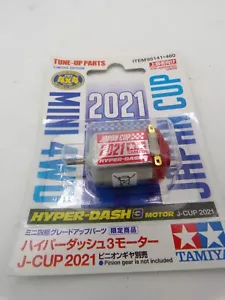 TUNE-UP PARTS
LIMITED EDITION
ITEM 95141
4x4
MINI 4WD
2021
JAPAN CUP
JAPAN CUP
2021
HYPER-DASH
HYPER-DASH 3 MOTOR J-CUP 2021
ミニ四駆グレードアップパーツ 限定商品
ハイパーダッシュ3モーター
J-CUP 2021
ピニオンギヤ別売
Pinion gear is not included.
TAMIYA